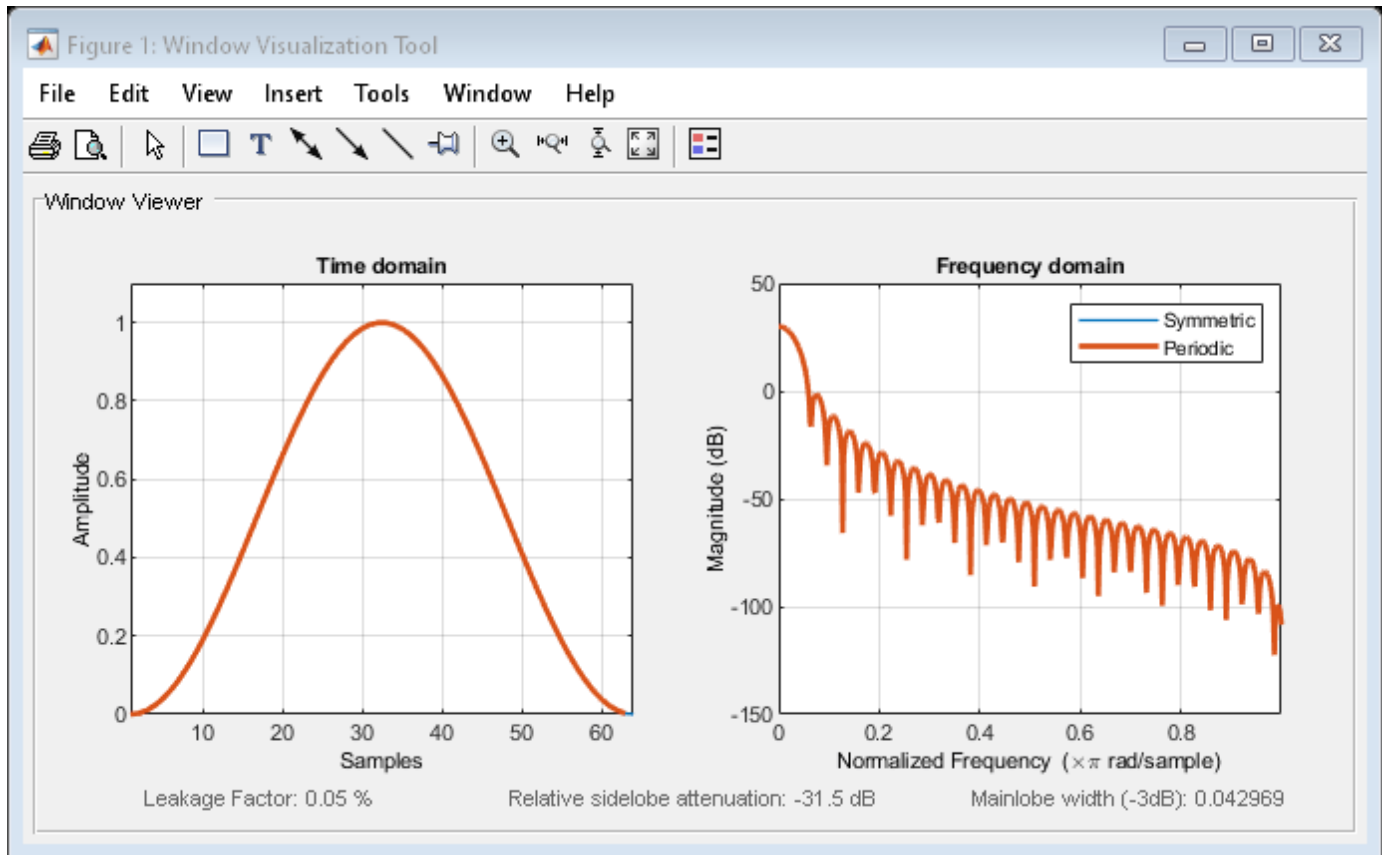 Figure 1: Window Visualization Tool
File Edit View Insert Tools Window Help
T
Window Viewer
Time domain
1
0.8
0.6
0.4
0.2
0
Amplitude
10 20 30 40 50 60
Samples
Frequency domain
50
0
-50
-100
-150
Magnitude (dB)
Symmetric
Periodic
0 0.2 0.4 0.6 0.8
Normalized Frequency (×π rad/sample)
Leakage Factor: 0.05 % Relative sidelobe attenuation: -31.5 dB Mainlobe width (-3dB): 0.042969